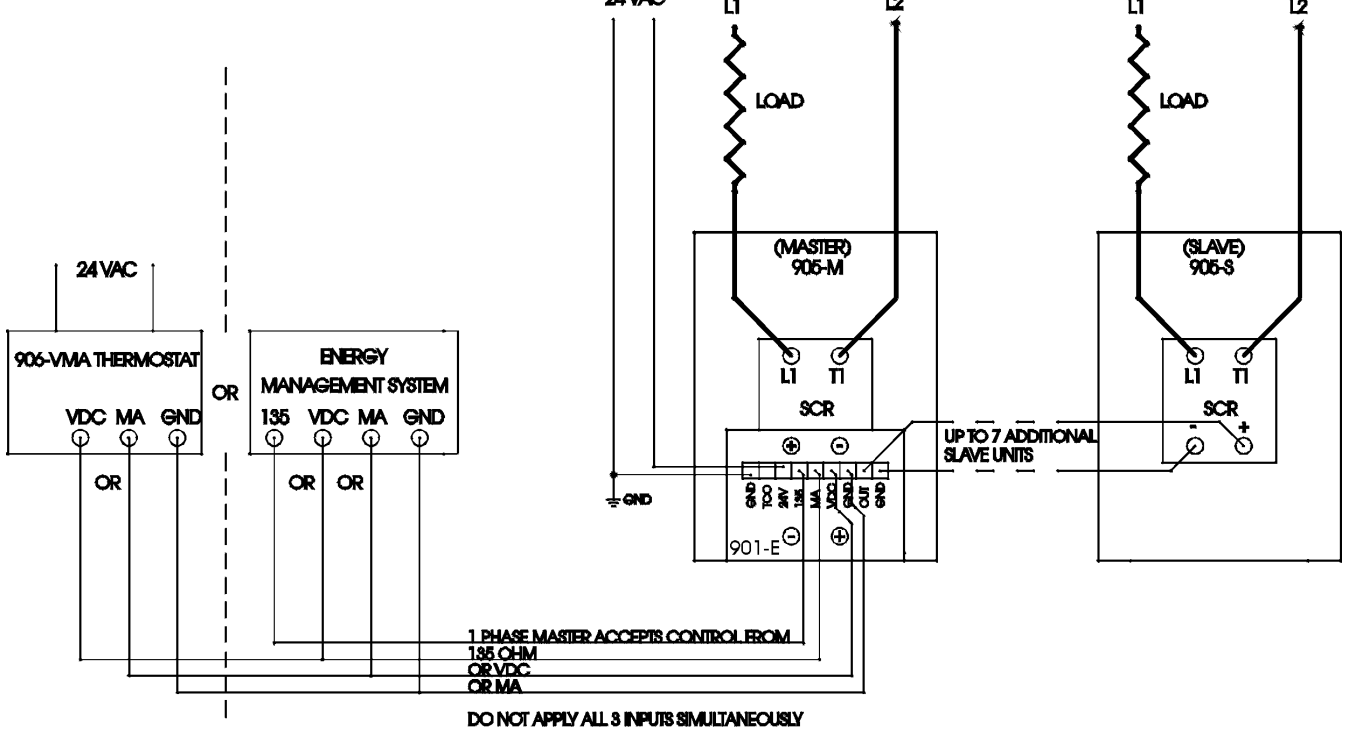 24 VAC
L1
L2
L1
L2
LOAD
LOAD
(MASTER)
905-M
(SLAVE)
905-S
24 VAC
906-VMA THERMOSTAT
VDC MA GND
OR
OR
ENERGY
MANAGEMENT SYSTEM
135 VDC MA GND
OR OR
L1 T1
SCR
+ -
GND
GND TCO 24V 135 MA VDC GND OUT GND
- +
901-E
UP TO 7 ADDITIONAL
SLAVE UNITS
L1 T1
SCR
- +
1 PHASE MASTER ACCEPTS CONTROL FROM
135 OHM
OR VDC
OR MA
DO NOT APPLY ALL 3 INPUTS SIMULTANEOUSLY